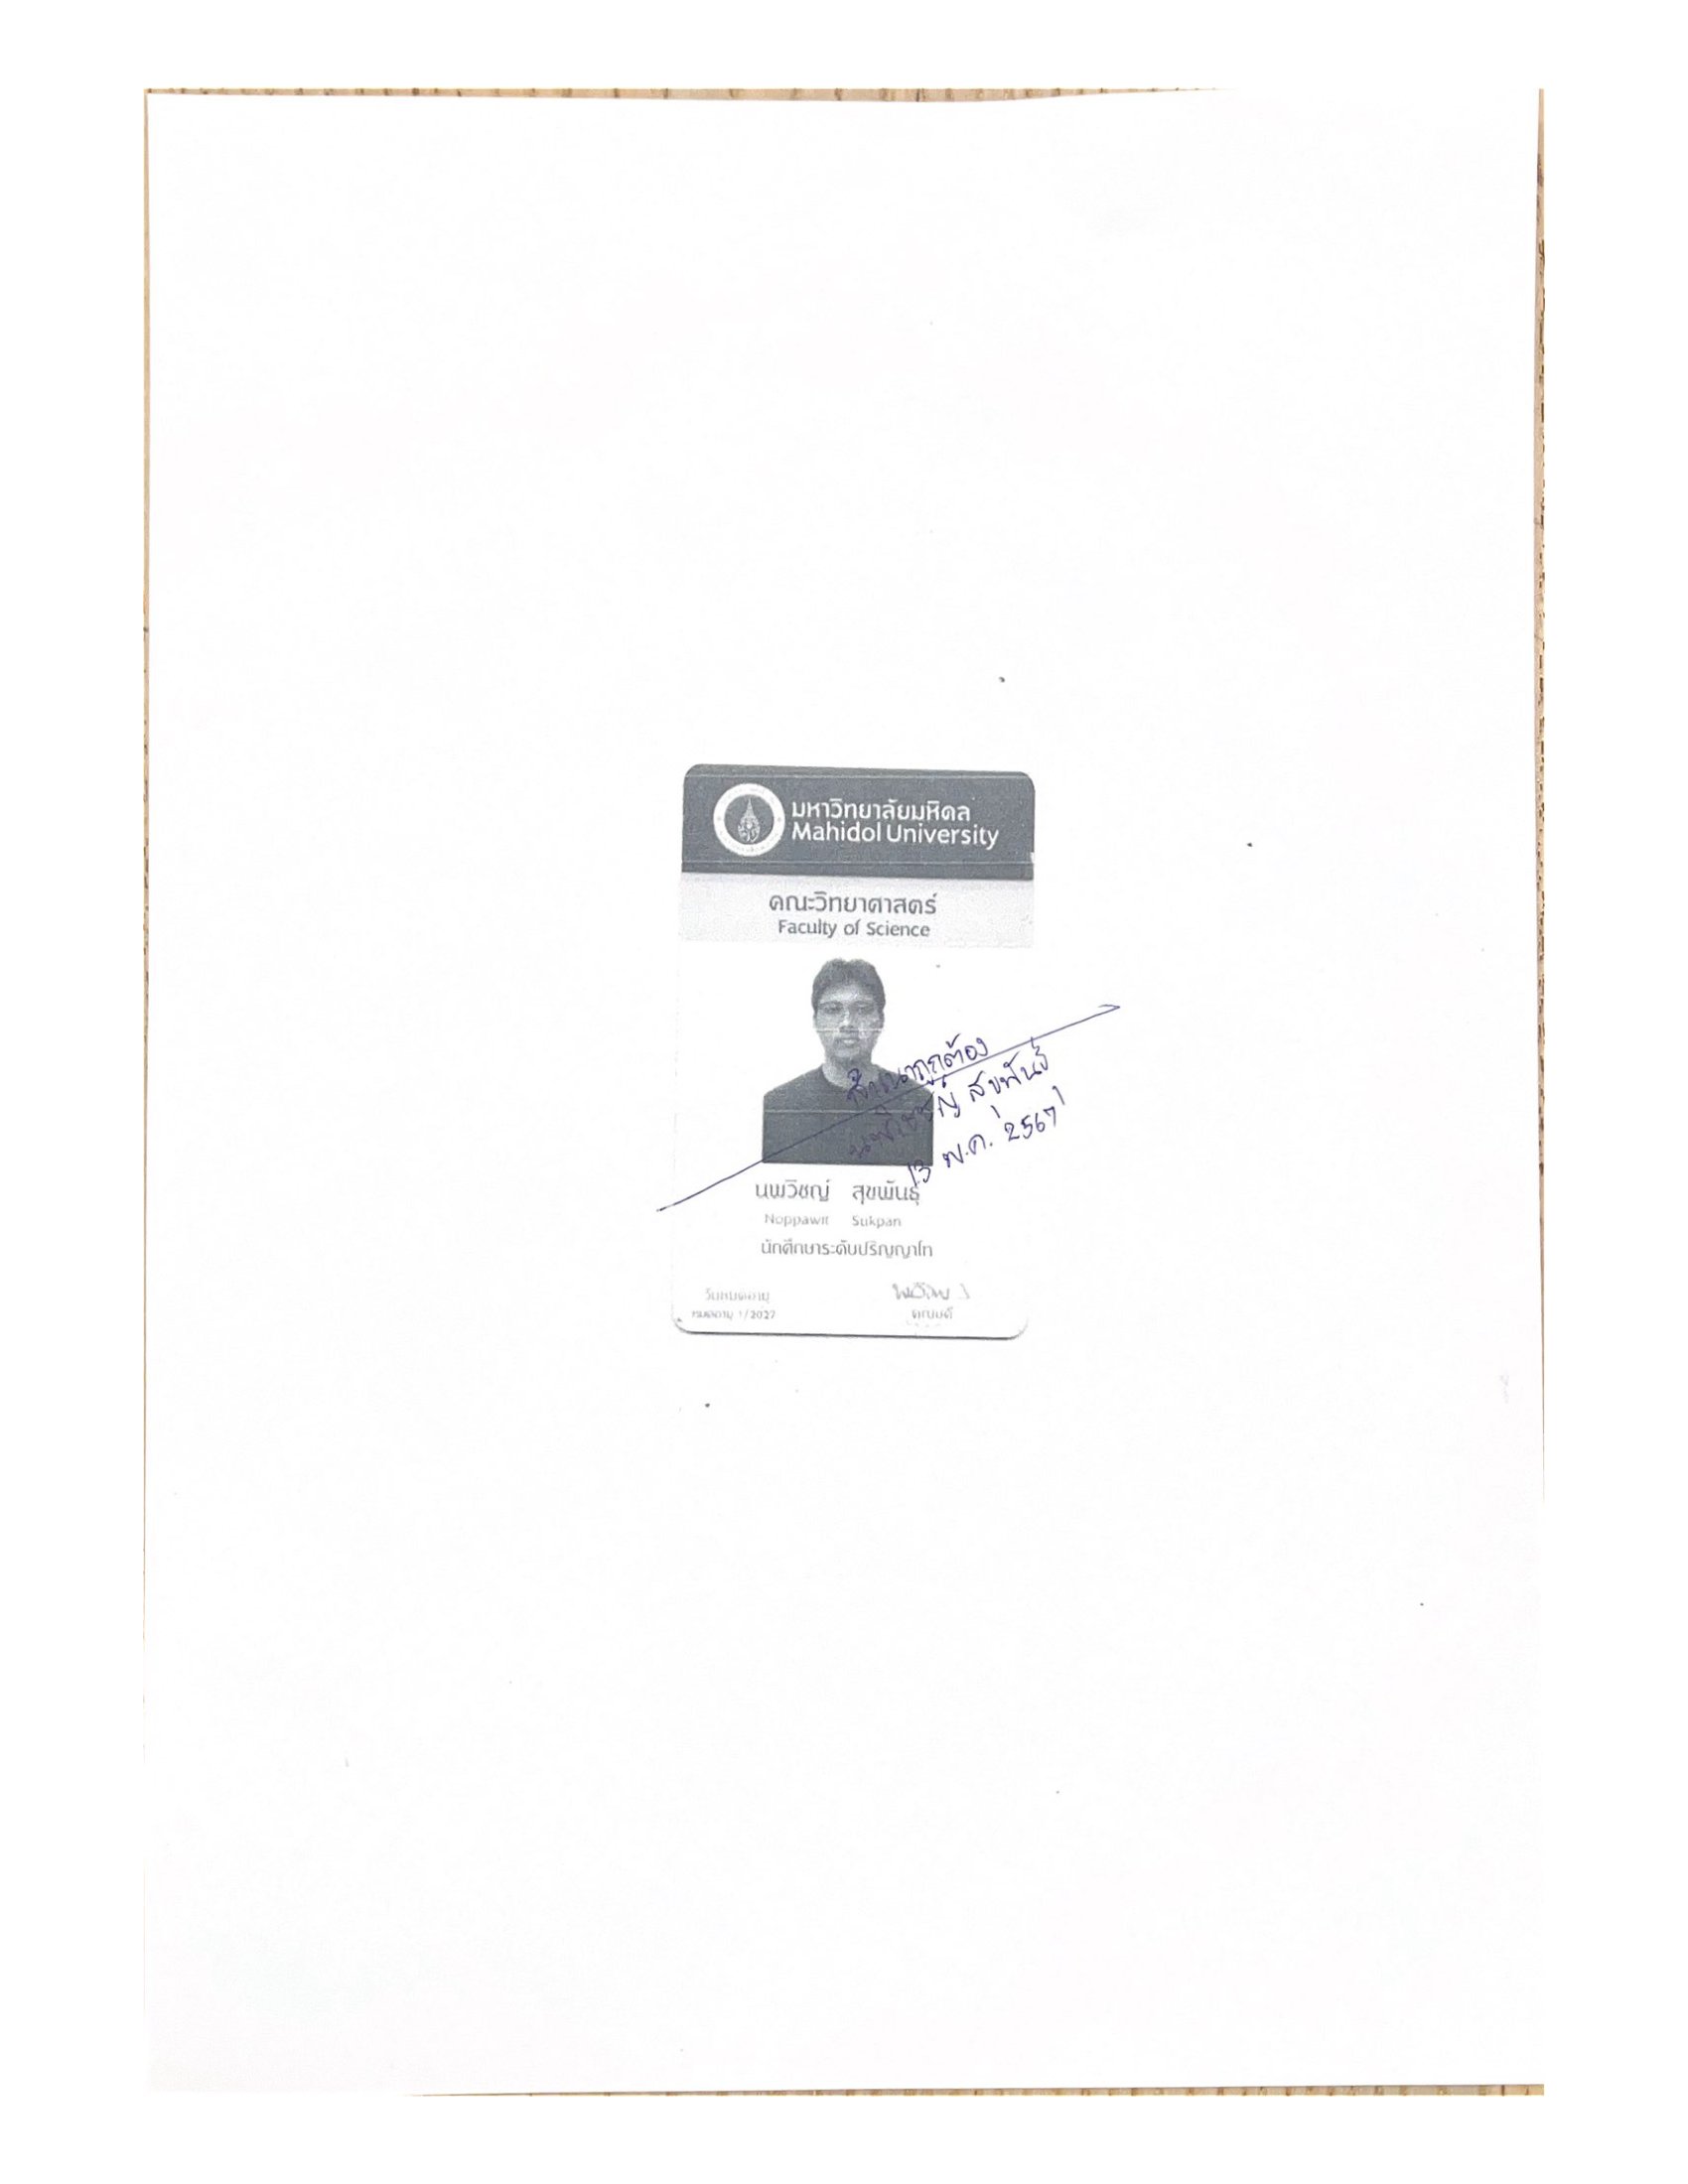 มหาวิทยาลัยมหิดล
Mahidol University
คณะวิทยาศาสตร์
Faculty of Science
สำเนาถูกต้อง
นพวิชญ์ สุขพันธุ์
13 พ.ค. 2567
นพวิชญ์ สุขพันธุ์
Noppawit Sukpan
นักศึกษาระดับปริญญาโท
วันหมดอายุ
หมดอายุ 1/2027
คณบดี